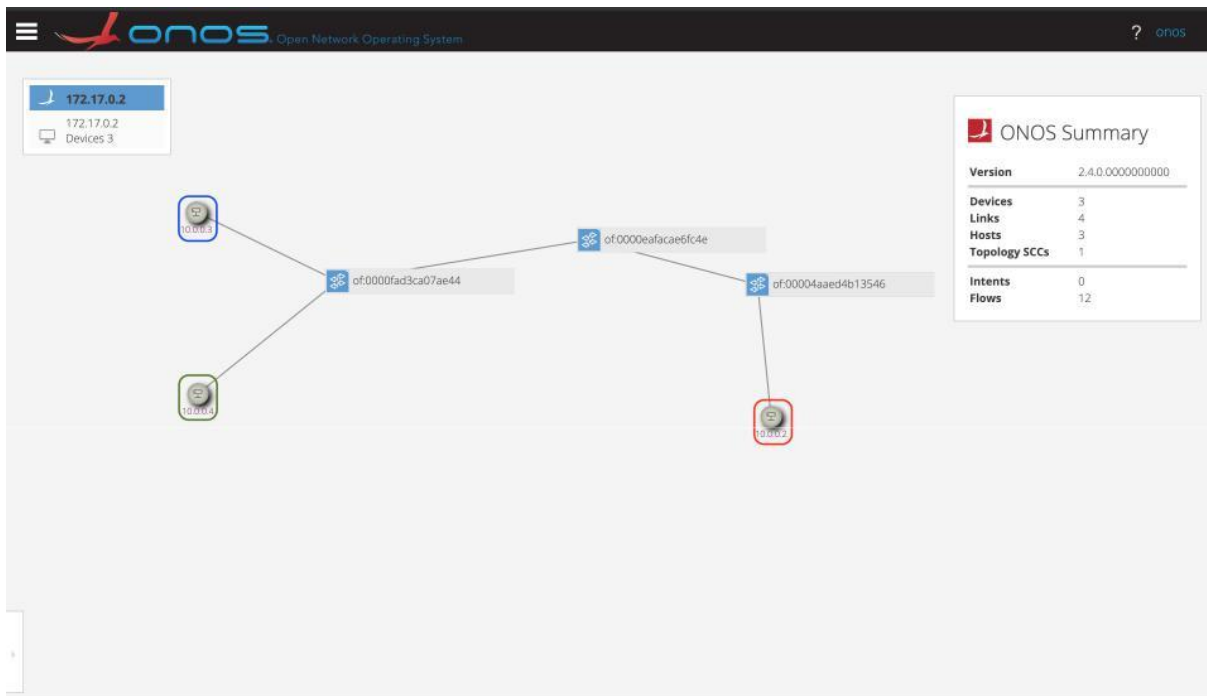 onos. Open Network Operating System
? onos
172.17.0.2
172.17.0.2
Devices 3
ONOS Summary
Version 2.4.0.0000000000
Devices 3
Links 4
Hosts 3
Topology SCCs 1
Intents 0
Flows 12
10.0.0.3
of:0000eafacae6fc4e
of:0000fad3ca07ae44
of:00004aaed4b13546
10.0.0.4
10.0.0.2